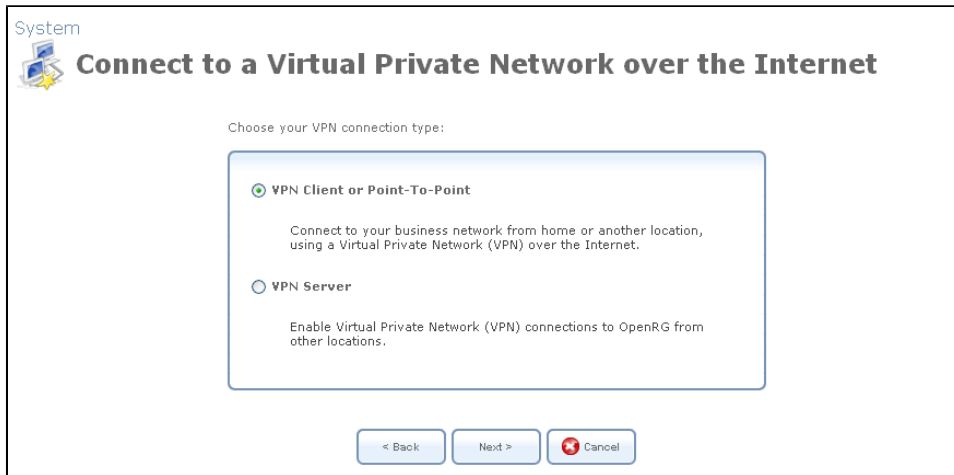 System
Connect to a Virtual Private Network over the Internet
Choose your VPN connection type:
VPN Client or Point-To-Point
Connect to your business network from home or another location,
using a Virtual Private Network (VPN) over the Internet.
VPN Server
Enable Virtual Private Network (VPN) connections to OpenRG from
other locations.
< Back
Next >
Cancel